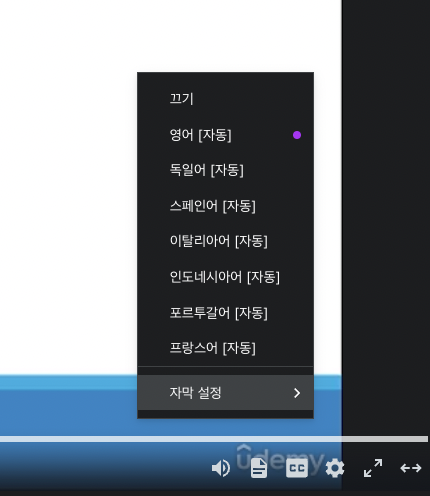 끄기
영어 [자동]
독일어 [자동]
스페인어 [자동]
이탈리아어 [자동]
인도네시아어 [자동]
포르투갈어 [자동]
프랑스어 [자동]
자막 설정
ûdemy
CC